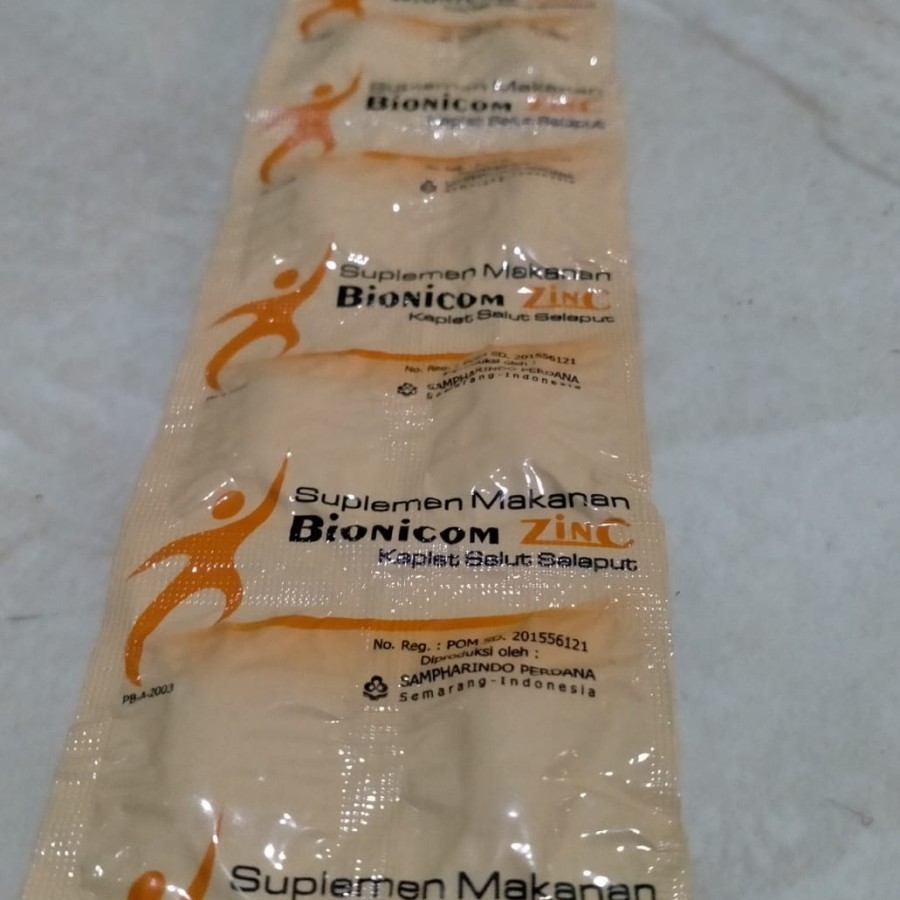 Suplemen Makanan
BIONICOM ZINC
Kaplet Salut Selaput
Suplemen Makanan
BIONICOM ZINC
Kaplet Salut Selaput
No. Reg. : POM SD. 201556121
Diproduksi oleh :
SAMPHARINDO PERDANA
Semarang-Indonesia
Suplemen Makanan
BIONICOM ZINC
Kaplet Salut Selaput
No. Reg. : POM SD. 201556121
Diproduksi oleh :
SAMPHARINDO PERDANA
Semarang-Indonesia
PB.A-2003
Suplemen Makanan